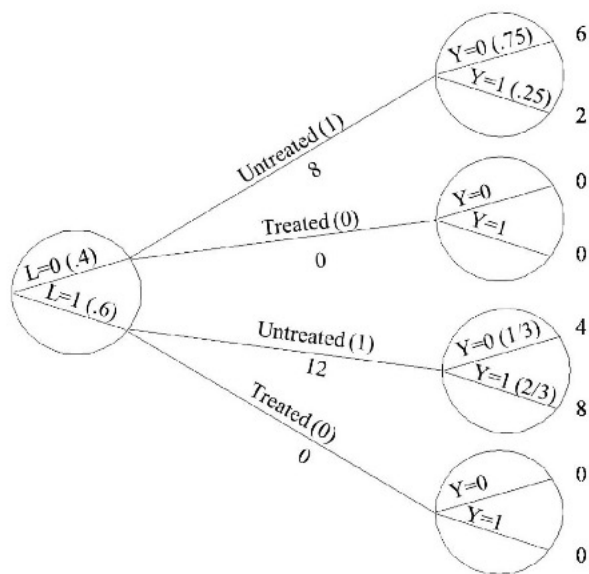 Y=0 (.75)
6
Y=1 (.25)
2
Untreated (1)
8
Y=0
0
Y=1
0
Treated (0)
0
L=0 (.4)
L=1 (.6)
Untreated (1)
12
Y=0 (1/3)
4
Y=1 (2/3)
8
Treated (0)
0
Y=0
0
Y=1
0